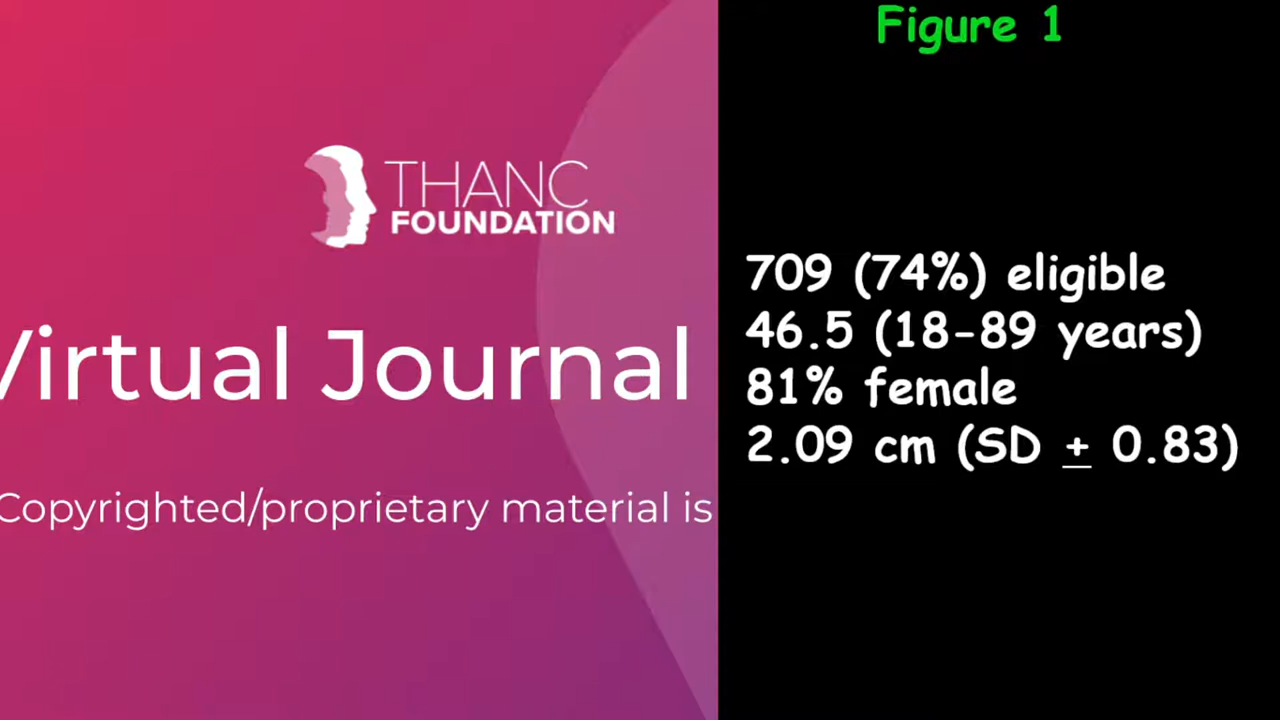 THANC
FOUNDATION
Virtual Journal
Copyrighted/proprietary material is
Figure 1
709 (74%) eligible
46.5 (18-89 years)
81% female
2.09 cm (SD ± 0.83)